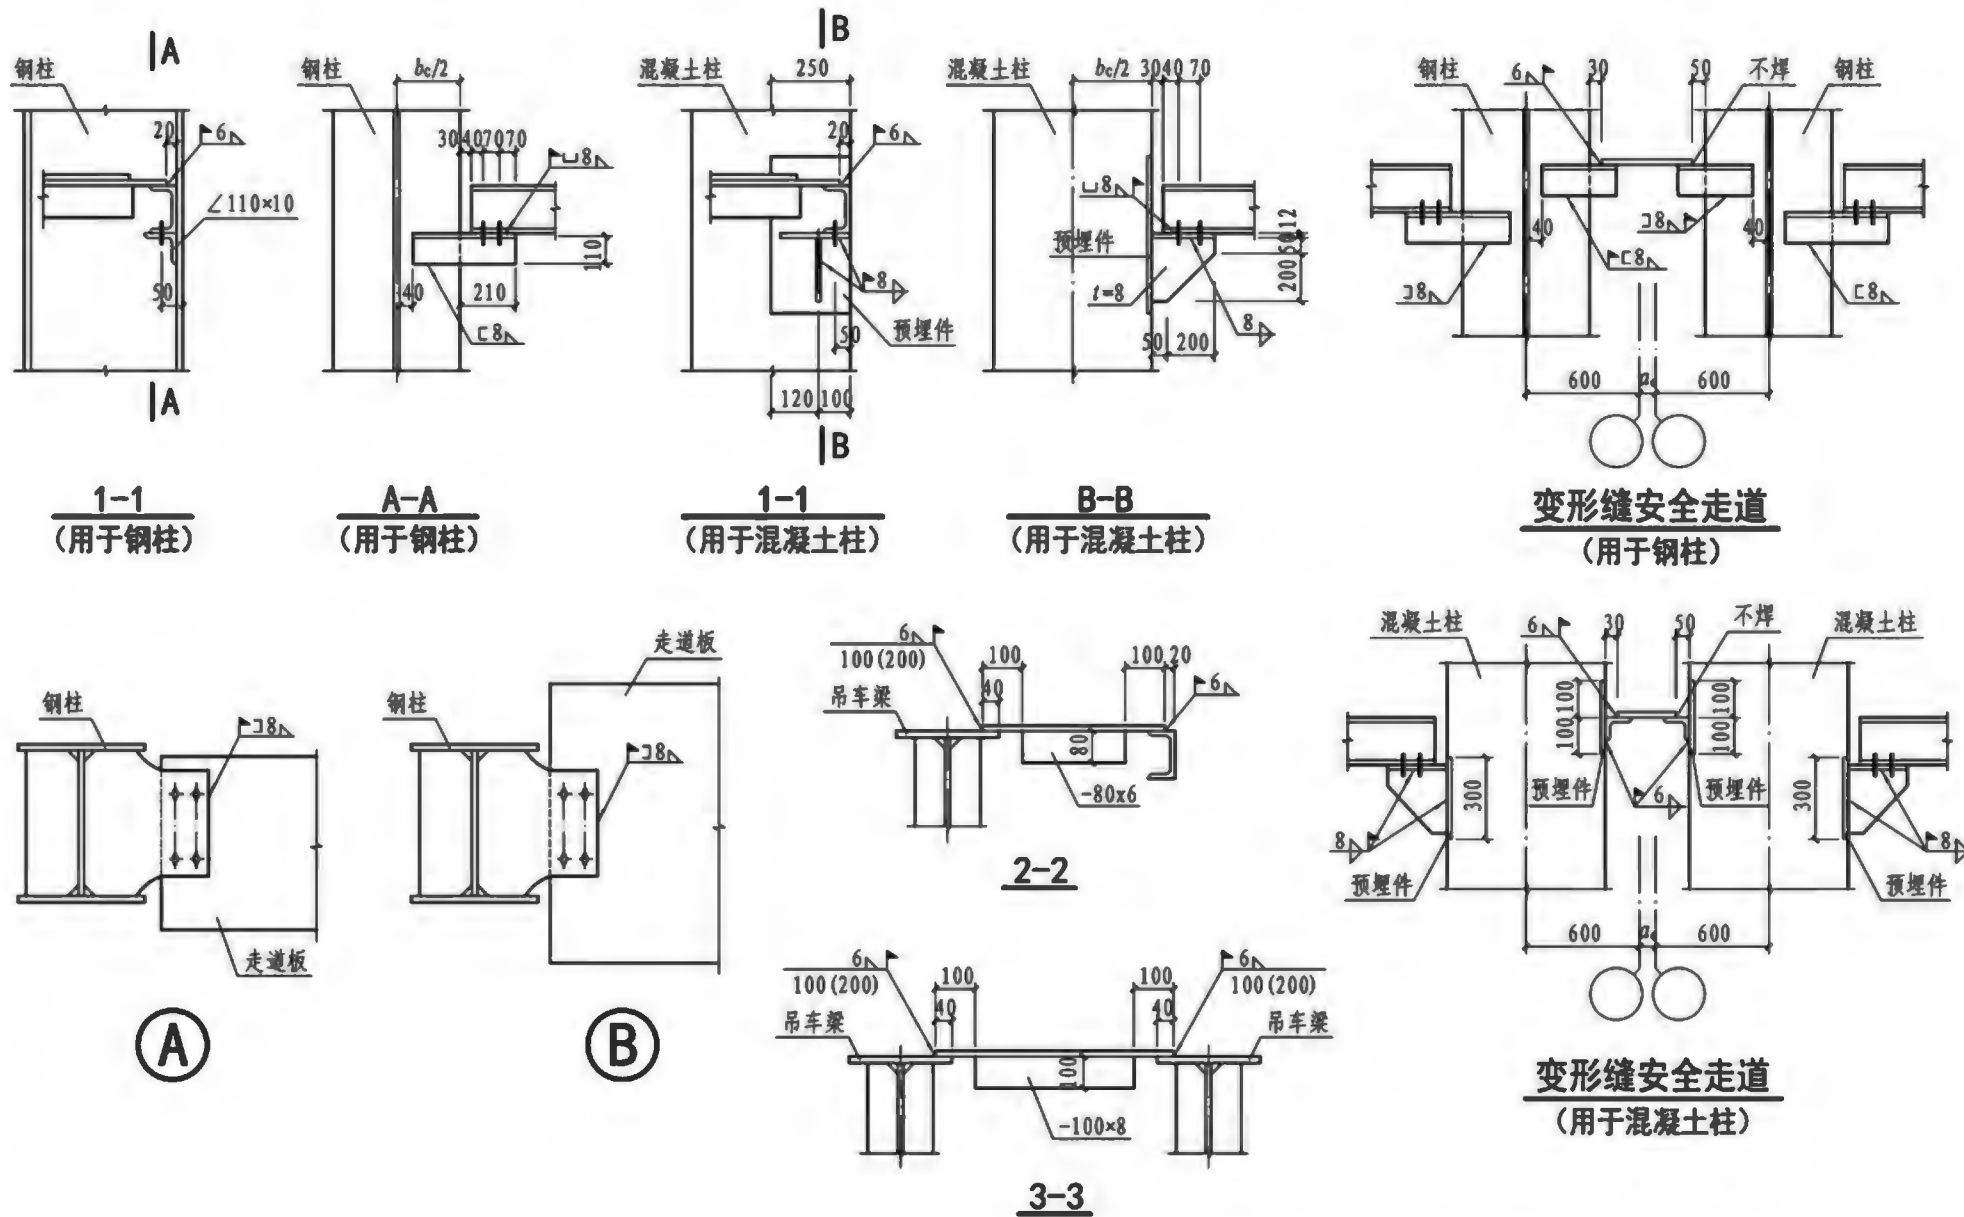 A
钢柱
20
6
∠110×10
50
A
1-1
(用于钢柱)
钢柱
bc/2
30 40 70 70
8
110
40
210
8
A-A
(用于钢柱)
B
混凝土柱
250
20
6
8
预埋件
50
120 100
B
1-1
(用于混凝土柱)
混凝土柱
bc/2 30 40 70
8
预埋件
t=8
200 50 12
8
50 200
B-B
(用于混凝土柱)
钢柱
6
30
50
不焊
钢柱
40
40
8
8
8
8
600 a 600
变形缝安全走道
(用于钢柱)
钢柱
8
走道板
A
走道板
钢柱
8
B
6
100(200)
吊车梁
100
40
100 20
6
80
-80x6
2-2
6
100(200)
吊车梁
100
40
100
40
6
100(200)
吊车梁
100
-100×8
3-3
混凝土柱
6
30
50
不焊
混凝土柱
100 100
100 100
预埋件
6
预埋件
300
300
8
8
预埋件
预埋件
600 a 600
变形缝安全走道
(用于混凝土柱)